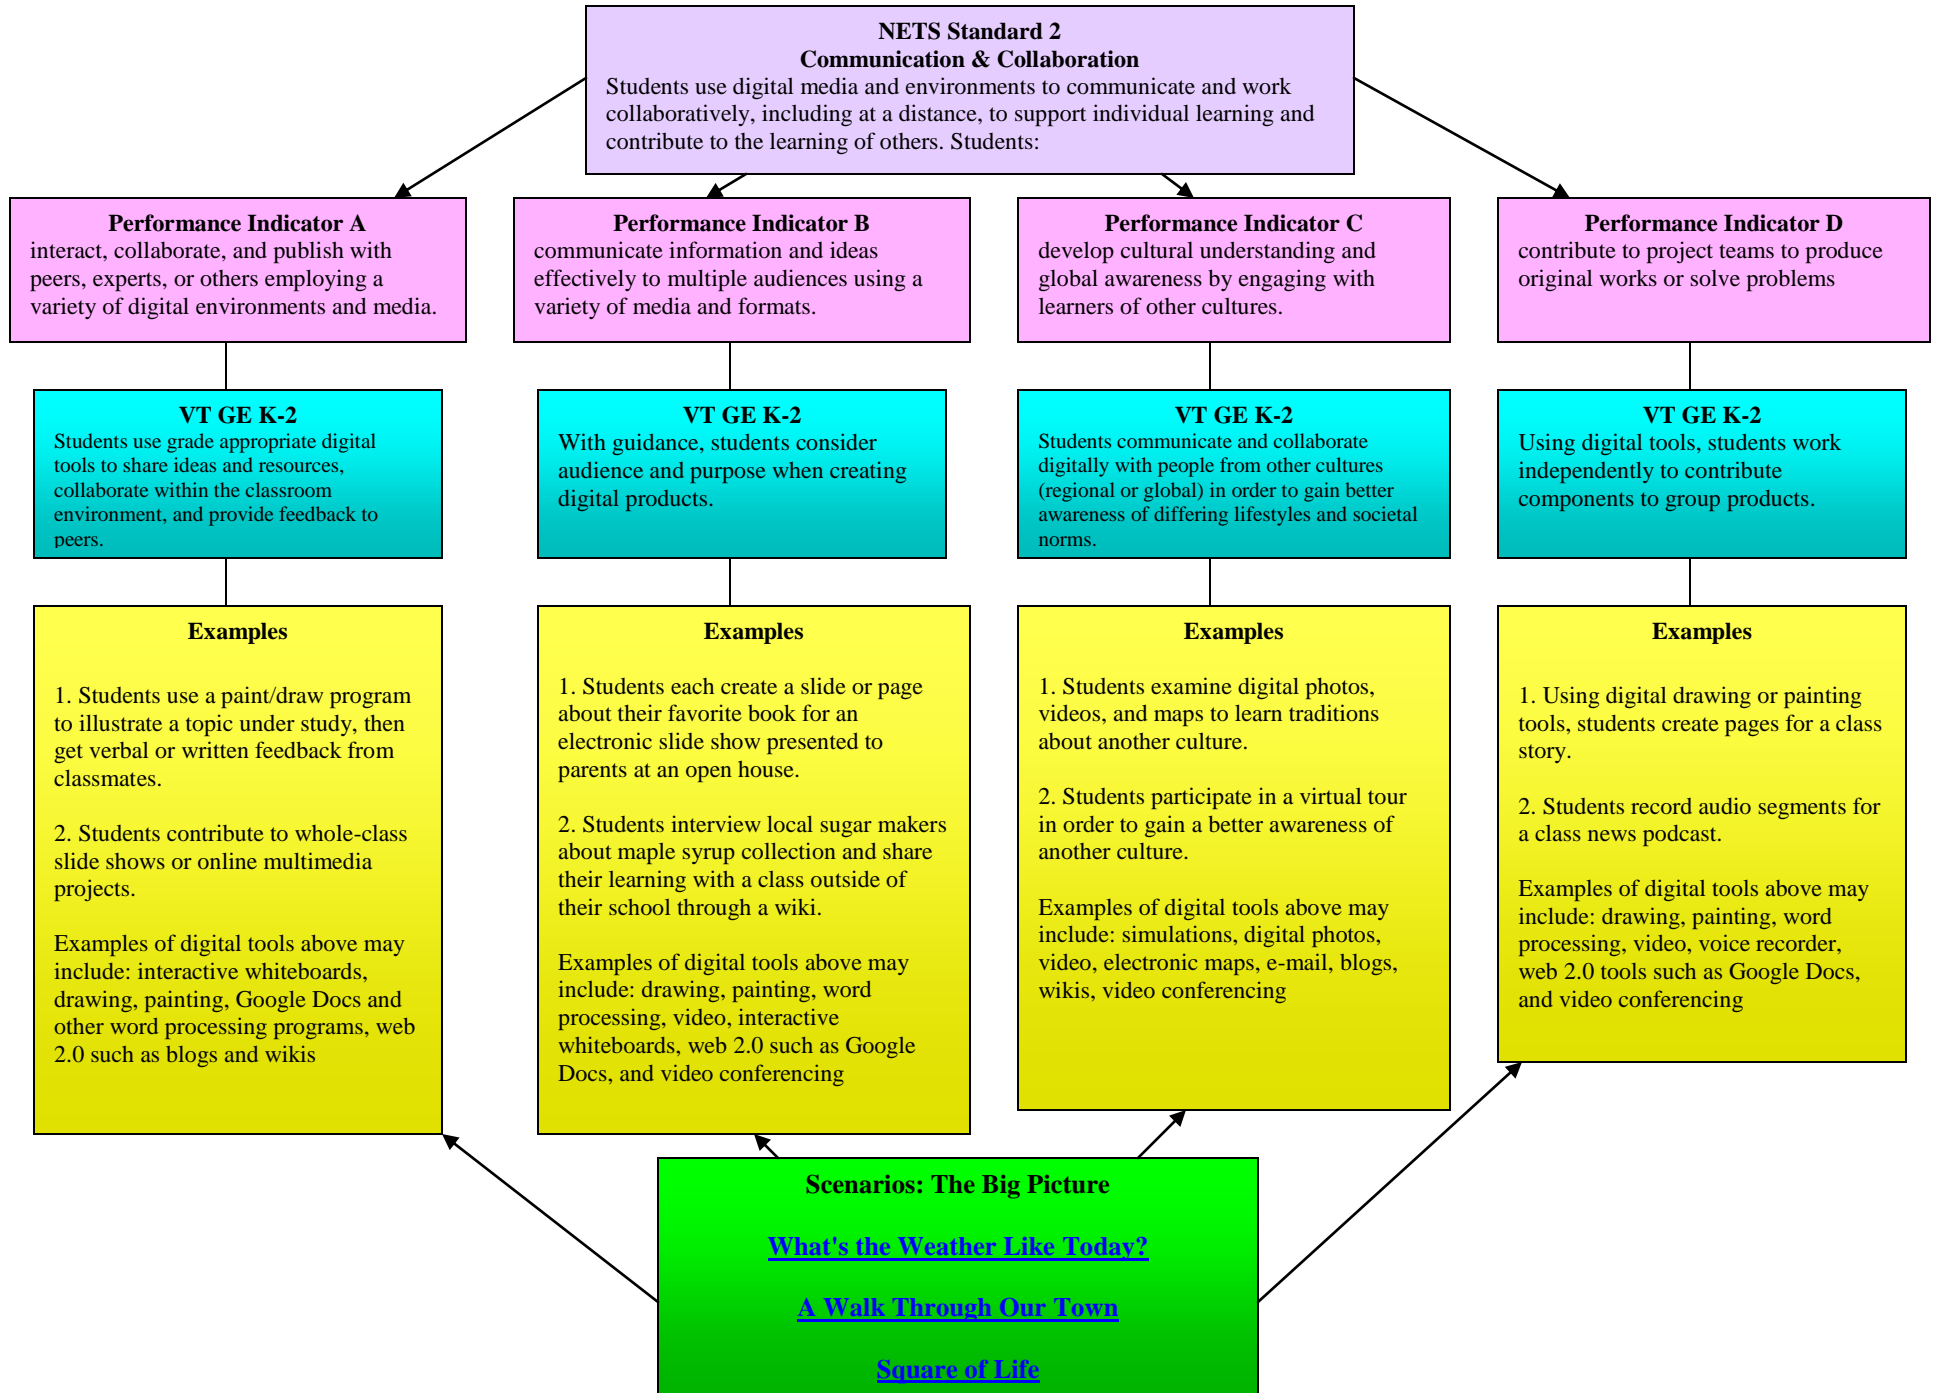 NETS Standard 2
Communication & Collaboration
Students use digital media and environments to communicate and work
collaboratively, including at a distance, to support individual learning and
contribute to the learning of others. Students:
Performance Indicator A
interact, collaborate, and publish with
peers, experts, or others employing a
variety of digital environments and media.
Performance Indicator B
communicate information and ideas
effectively to multiple audiences using a
variety of media and formats.
Performance Indicator C
develop cultural understanding and
global awareness by engaging with
learners of other cultures.
Performance Indicator D
contribute to project teams to produce
original works or solve problems
VT GE K-2
Students use grade appropriate digital
tools to share ideas and resources,
collaborate within the classroom
environment, and provide feedback to
peers.
VT GE K-2
With guidance, students consider
audience and purpose when creating
digital products.
VT GE K-2
Students communicate and collaborate
digitally with people from other cultures
(regional or global) in order to gain better
awareness of differing lifestyles and societal
norms.
VT GE K-2
Using digital tools, students work
independently to contribute
components to group products.
Examples
1. Students use a paint/draw program
to illustrate a topic under study, then
get verbal or written feedback from
classmates.
2. Students contribute to whole-class
slide shows or online multimedia
projects.
Examples of digital tools above may
include: interactive whiteboards,
drawing, painting, Google Docs and
other word processing programs, web
2.0 such as blogs and wikis
Examples
1. Students each create a slide or page
about their favorite book for an
electronic slide show presented to
parents at an open house.
2. Students interview local sugar makers
about maple syrup collection and share
their learning with a class outside of
their school through a wiki.
Examples of digital tools above may
include: drawing, painting, word
processing, video, interactive
whiteboards, web 2.0 such as Google
Docs, and video conferencing
Examples
1. Students examine digital photos,
videos, and maps to learn traditions
about another culture.
2. Students participate in a virtual tour
in order to gain a better awareness of
another culture.
Examples of digital tools above may
include: simulations, digital photos,
video, electronic maps, e-mail, blogs,
wikis, video conferencing
Examples
1. Using digital drawing or painting
tools, students create pages for a class
story.
2. Students record audio segments for
a class news podcast.
Examples of digital tools above may
include: drawing, painting, word
processing, video, voice recorder,
web 2.0 tools such as Google Docs,
and video conferencing
Scenarios: The Big Picture
What's the Weather Like Today?
A Walk Through Our Town
Square of Life